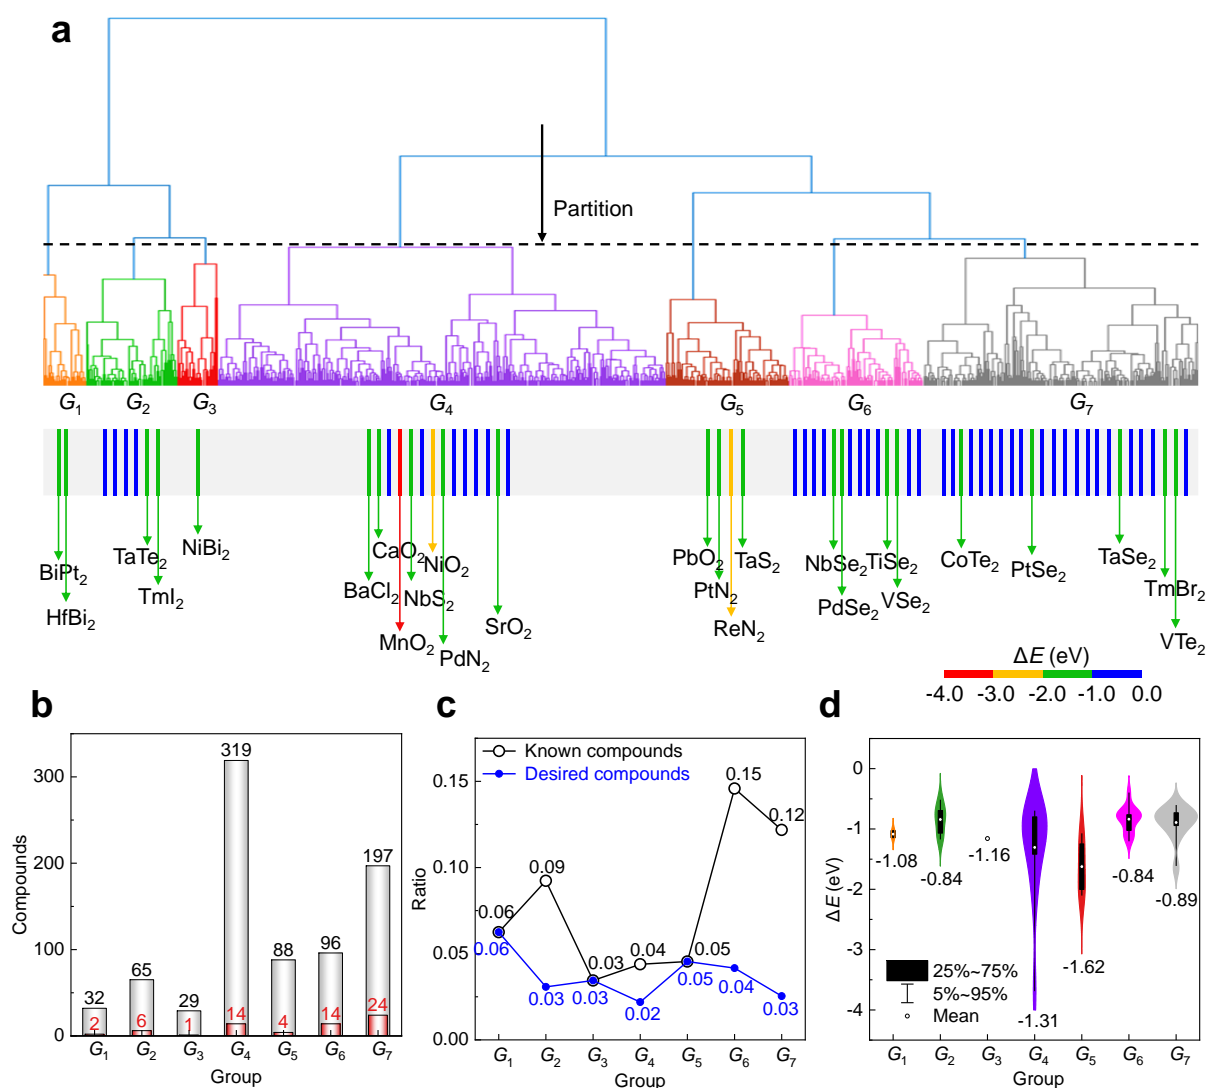 a
Partition
G1 G2 G3 G4 G5 G6 G7
BiPt2
HfBi2
TaTe2
TmI2
NiBi2
CaO2
BaCl2
MnO2
NbS2
NiO2
PdN2
SrO2
PbO2
PtN2
ReN2
TaS2
NbSe2
PdSe2
TiSe2
VSe2
CoTe2
PtSe2
TaSe2
TmBr2
VTe2
ΔE (eV)
-4.0 -3.0 -2.0 -1.0 0.0
b
Compounds
300
200
100
0
32 65 29 319 88 96 197
2 6 1 14 4 14 24
G1 G2 G3 G4 G5 G6 G7
Group
c
Known compounds
Desired compounds
Ratio
0.15
0.10
0.05
0.00
0.06 0.09 0.03 0.04 0.05 0.15 0.12
0.06 0.03 0.03 0.02 0.05 0.04 0.03
G1 G2 G3 G4 G5 G6 G7
Group
d
ΔE (eV)
0
-1
-2
-3
-4
-1.08 -0.84 -1.16 -1.31 -1.62 -0.84 -0.89
25%~75%
5%~95%
Mean
G1 G2 G3 G4 G5 G6 G7
Group